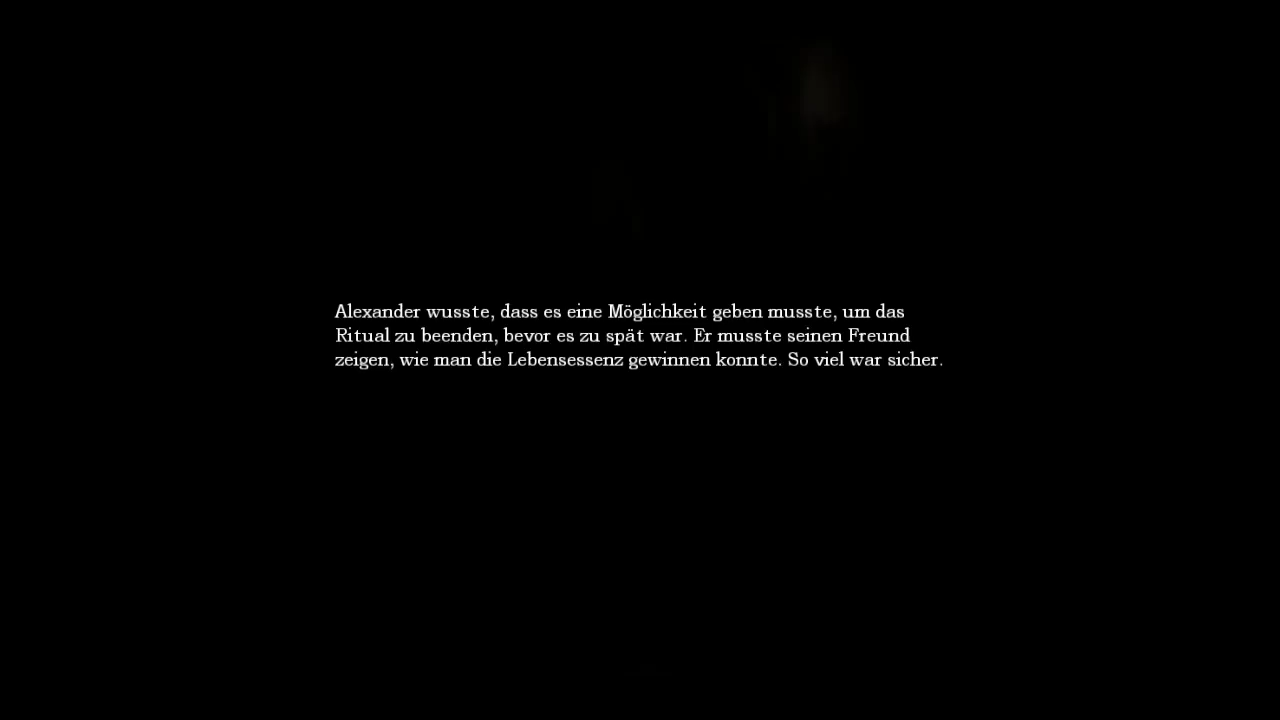 Alexander wusste, dass es eine Möglichkeit geben musste, um das
Ritual zu beenden, bevor es zu spät war. Er musste seinen Freund
zeigen, wie man die Lebensessenz gewinnen konnte. So viel war sicher.